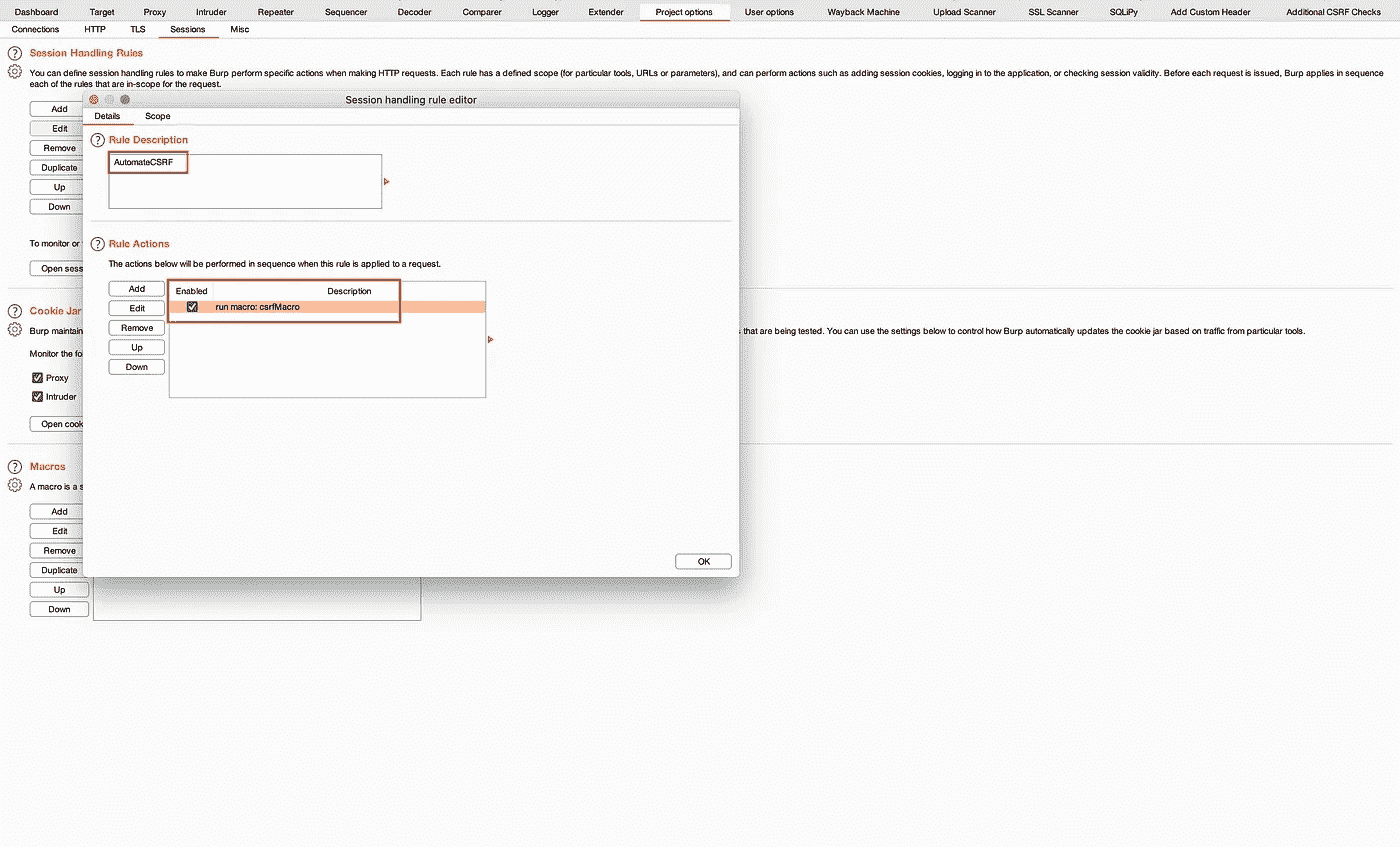 Dashboard Target Proxy Intruder Repeater Sequencer Decoder Comparer Logger Extender Project options User options Wayback Machine Upload Scanner SSL Scanner SQLiPy Add Custom Header Additional CSRF Checks
Connections HTTP TLS Sessions Misc
? Session Handling Rules
You can define session handling rules to make Burp perform specific actions when making HTTP requests. Each rule has a defined scope (for particular tools, URLs or parameters), and can perform actions such as adding session cookies, logging in to the application, or checking session validity. Before each request is issued, Burp applies in sequence
each of the rules that are in-scope for the request.
Add
Edit
Remove
Duplicate
Up
Down
To monitor or
Open sess
Session handling rule editor
Details Scope
? Rule Description
AutomateCSRF
? Rule Actions
The actions below will be performed in sequence when this rule is applied to a request.
Add
Edit
Remove
Up
Down
Enabled Description
run macro: csrfMacro
OK
? Cookie Jar
Burp maintain
s that are being tested. You can use the settings below to control how Burp automatically updates the cookie jar based on traffic from particular tools.
Monitor the fo
Proxy
Intruder
Open cook
? Macros
A macro is a s
Add
Edit
Remove
Duplicate
Up
Down